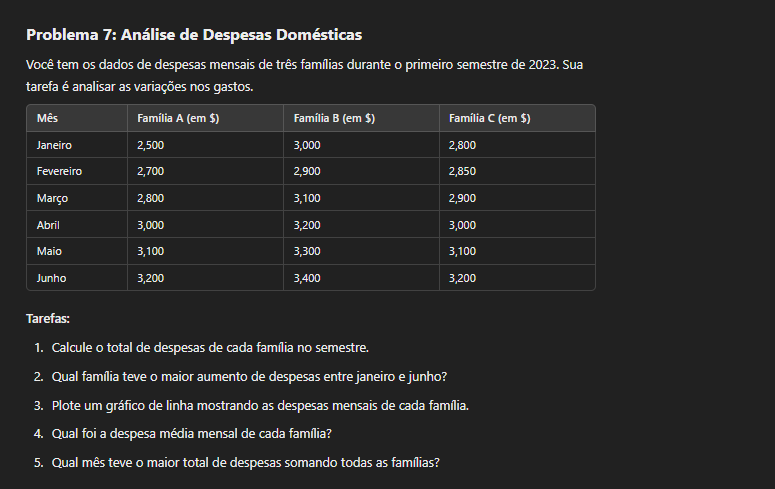 Problema 7: Análise de Despesas Domésticas
Você tem os dados de despesas mensais de três famílias durante o primeiro semestre de 2023. Sua
tarefa é analisar as variações nos gastos.
Mês Família A (em $) Família B (em $) Família C (em $)
Janeiro 2,500 3,000 2,800
Fevereiro 2,700 2,900 2,850
Março 2,800 3,100 2,900
Abril 3,000 3,200 3,000
Maio 3,100 3,300 3,100
Junho 3,200 3,400 3,200
Tarefas:
1. Calcule o total de despesas de cada família no semestre.
2. Qual família teve o maior aumento de despesas entre janeiro e junho?
3. Plote um gráfico de linha mostrando as despesas mensais de cada família.
4. Qual foi a despesa média mensal de cada família?
5. Qual mês teve o maior total de despesas somando todas as famílias?